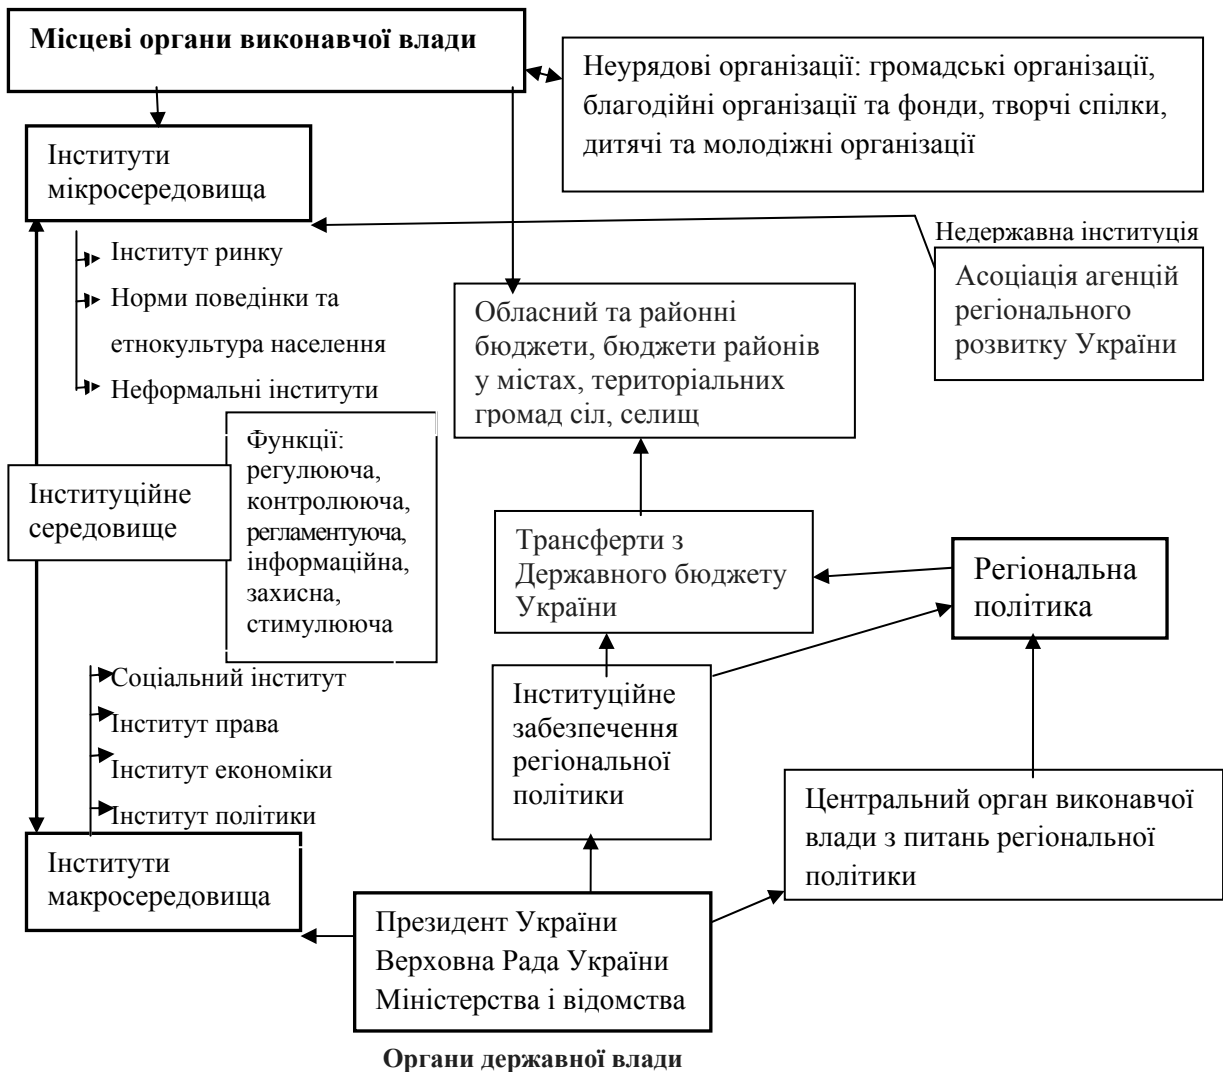 Місцеві органи виконавчої влади
Неурядові організації: громадські організації,
благодійні організації та фонди, творчі спілки,
дитячі та молодіжні організації
Інститути
мікросередовища
Недержавна інституція
Асоціація агенцій
регіонального
розвитку України
Інститут ринку
Норми поведінки та
етнокультура населення
Неформальні інститути
Обласний та районні
бюджети, бюджети районів
у містах, територіальних
громад сіл, селищ
Функції:
регулююча,
контролююча,
регламентуюча,
інформаційна,
захисна,
стимулююча
Інституційне
середовище
Трансферти з
Державного бюджету
України
Регіональна
політика
Соціальний інститут
Інститут права
Інститут економіки
Інститут політики
Інституційне
забезпечення
регіональної
політики
Центральний орган виконавчої
влади з питань регіональної
політики
Інститути
макросередовища
Президент України
Верховна Рада України
Міністерства і відомства
Органи державної влади